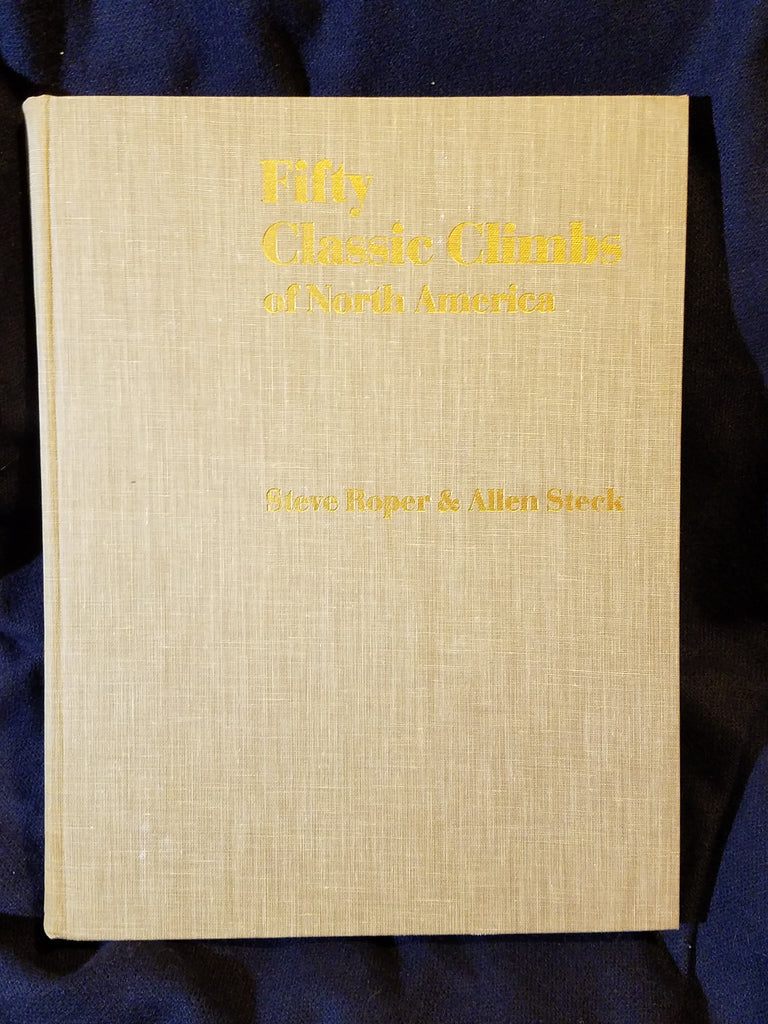 Fifty
Classic Climbs
of North America
Steve Roper & Allen Steck